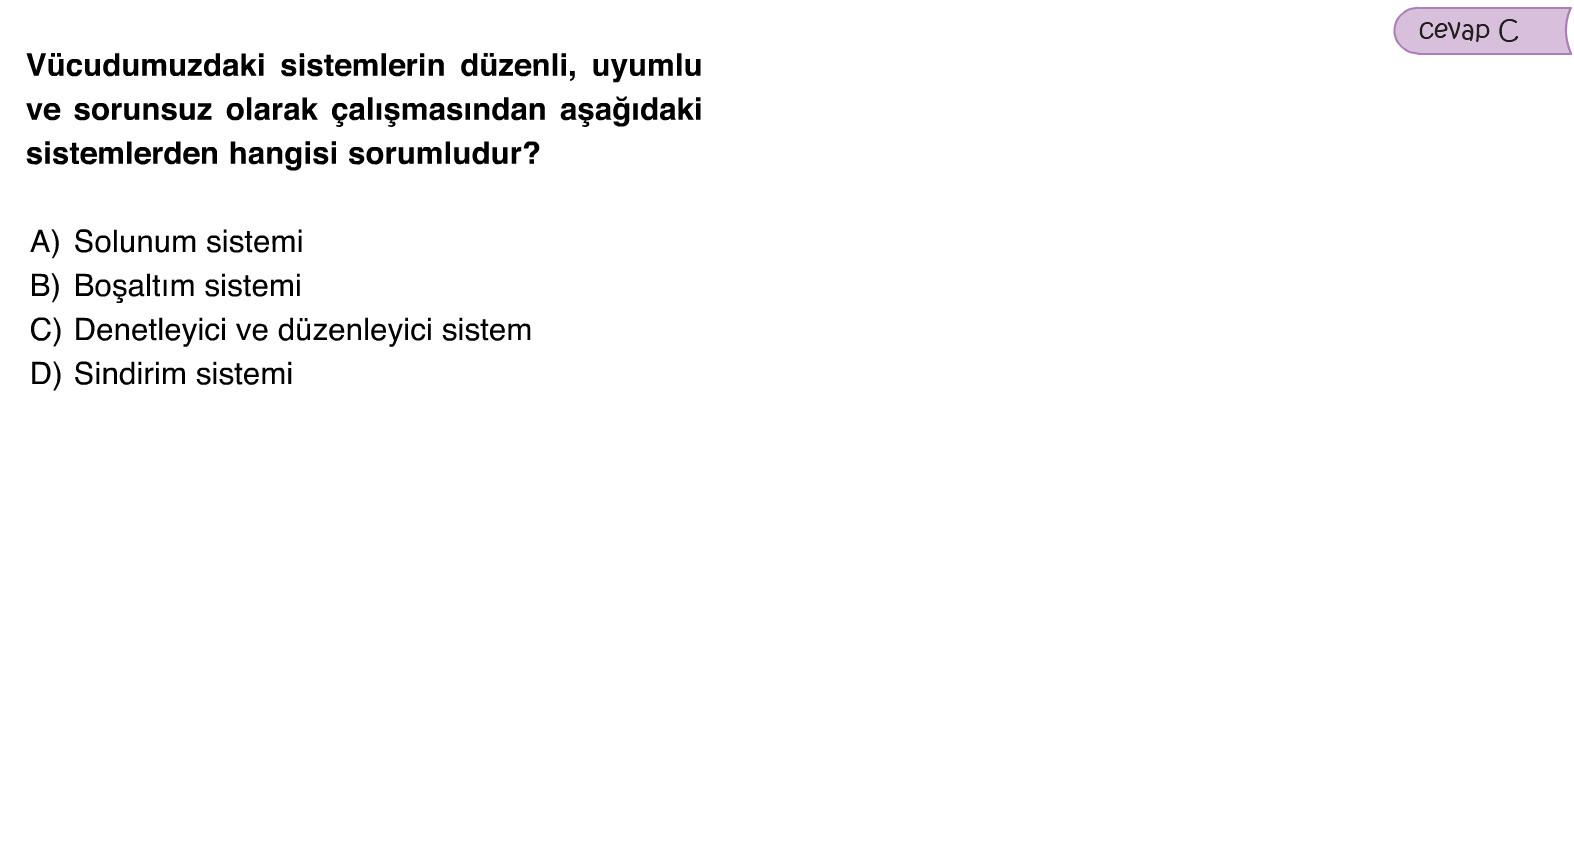 cevap C
Vücudumuzdaki sistemlerin düzenli, uyumlu
ve sorunsuz olarak çalışmasından aşağıdaki
sistemlerden hangisi sorumludur?
A) Solunum sistemi
B) Boşaltım sistemi
C) Denetleyici ve düzenleyici sistem
D) Sindirim sistemi